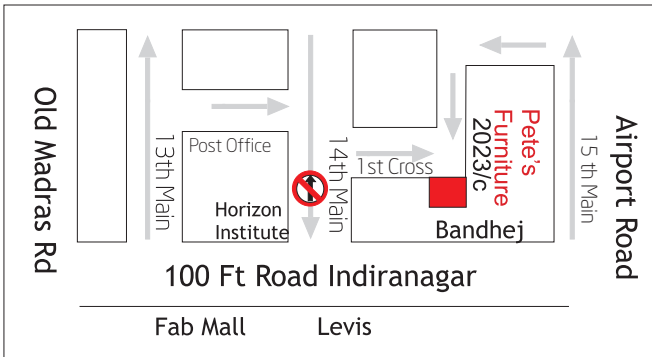 Old Madras Rd
13th Main
Post Office
Horizon
Institute
14th Main
1st Cross
Pete's
Furniture
2023/c
Bandhej
15 th Main
Airport Road
100 Ft Road Indiranagar
Fab Mall
Levis